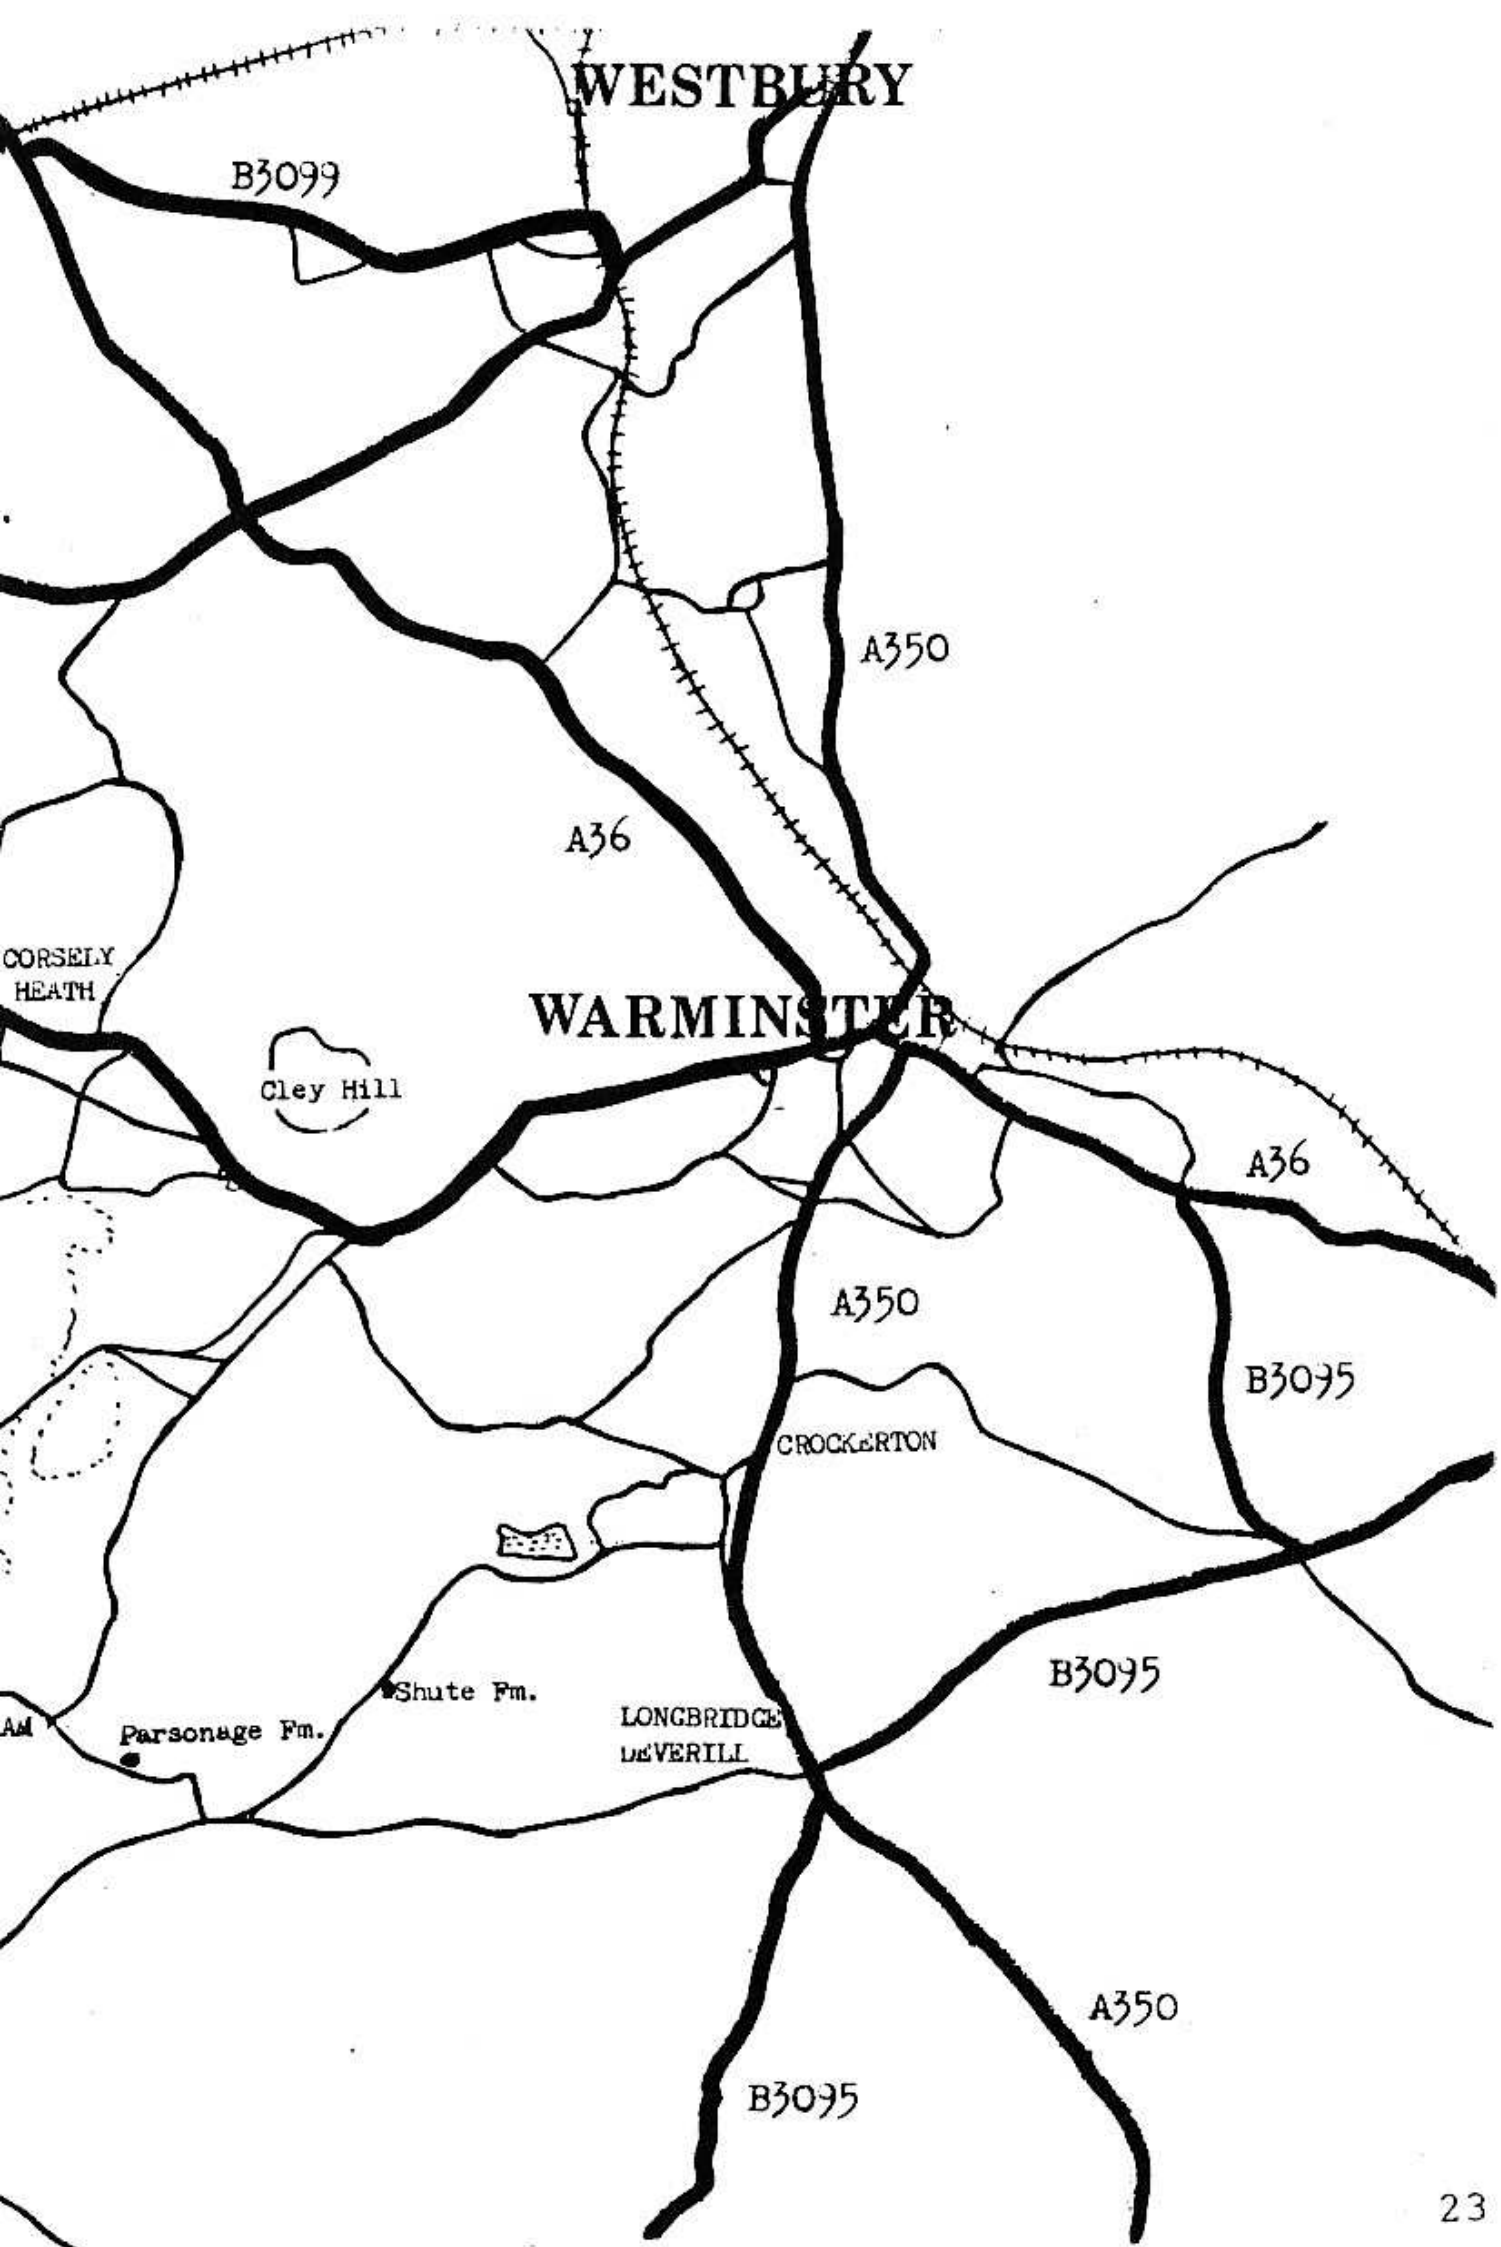 WESTBURY
B3099
A350
A36
CORSELY
HEATH
WARMINSTER
Cley Hill
A36
A350
B3095
CROCKERTON
Shute Fm.
B3095
LONGBRIDGE
DEVERILL
AM
Parsonage Fm.
A350
B3095
23